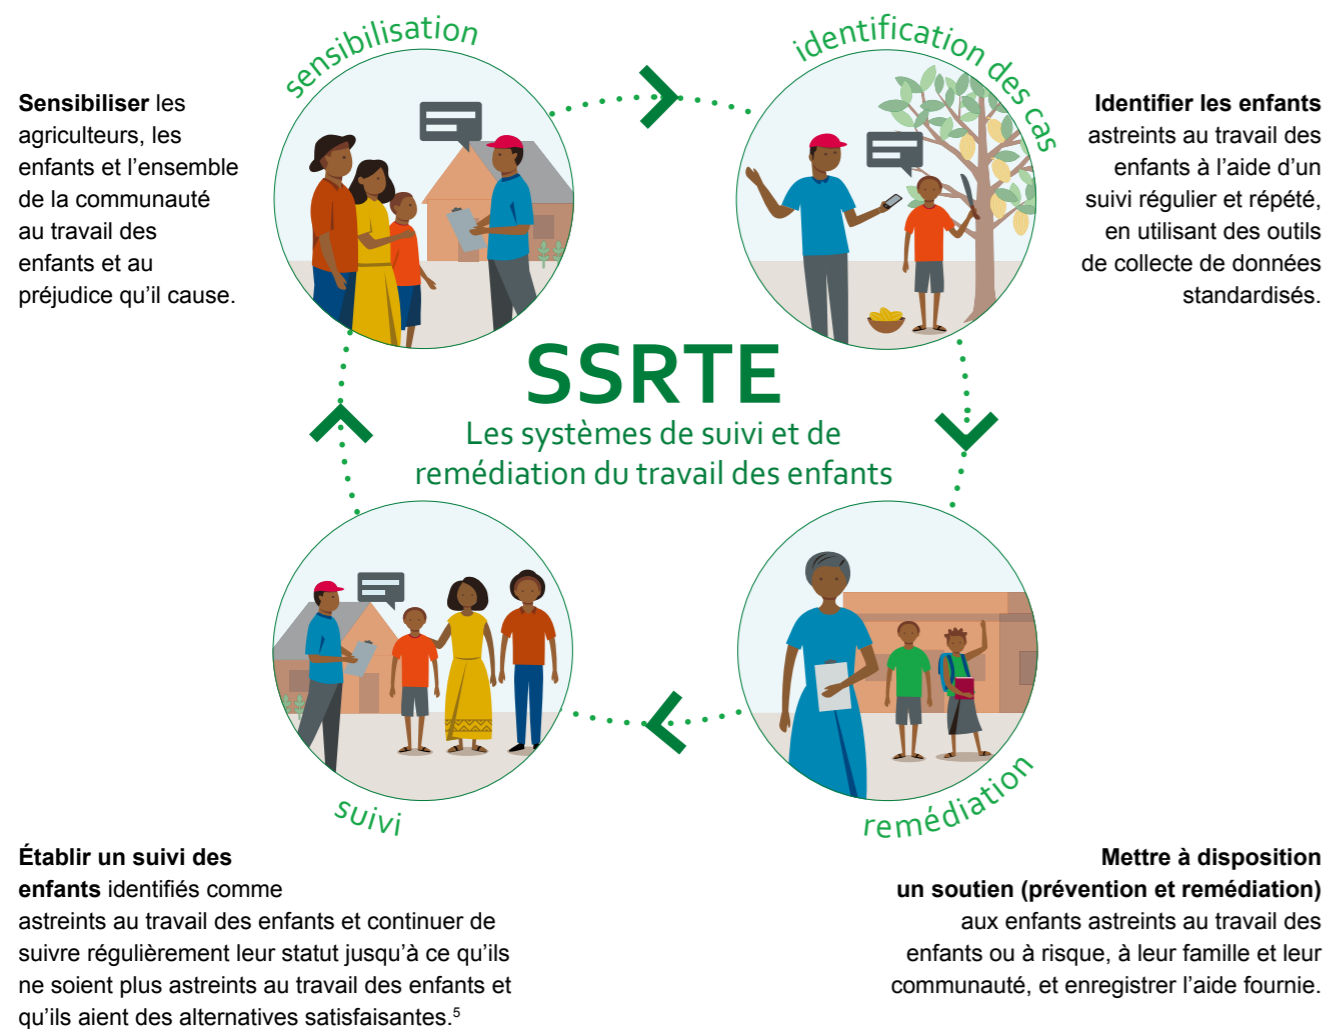 sensibilisation
Sensibiliser les
agriculteurs, les
enfants et l’ensemble
de la communauté
au travail des
enfants et au
préjudice qu’il cause.
identification des cas
Identifier les enfants
astreints au travail des
enfants à l’aide d’un
suivi régulier et répété,
en utilisant des outils
de collecte de données
standardisés.
SSRTE
Les systèmes de suivi et de
remédiation du travail des enfants
suivi
Établir un suivi des
enfants identifiés comme
astreints au travail des enfants et continuer de
suivre régulièrement leur statut jusqu’à ce qu’ils
ne soient plus astreints au travail des enfants et
qu’ils aient des alternatives satisfaisantes.⁵
remédiation
Mettre à disposition
un soutien (prévention et remédiation)
aux enfants astreints au travail des
enfants ou à risque, à leur famille et leur
communauté, et enregistrer l’aide fournie.